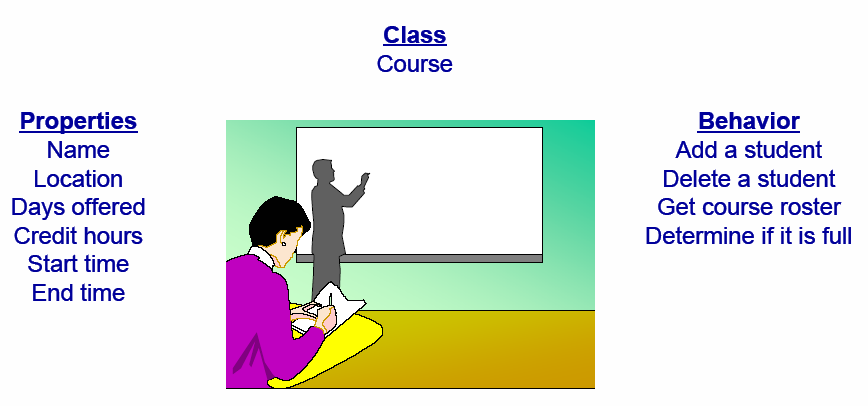 Class
Course
Properties
Name
Location
Days offered
Credit hours
Start time
End time
Behavior
Add a student
Delete a student
Get course roster
Determine if it is full